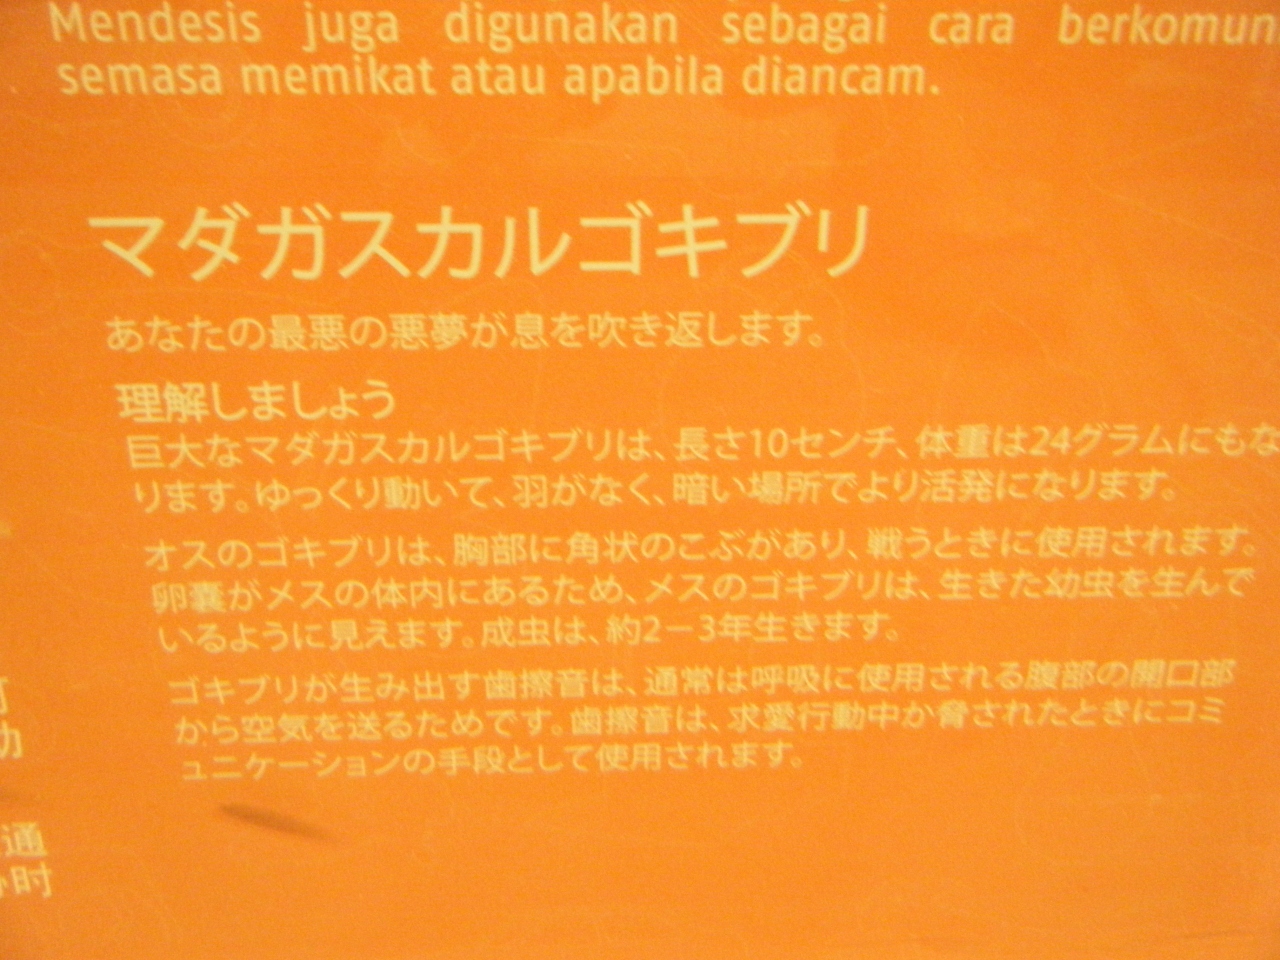 Mendesis juga digunakan sebagai cara berkomun
semasa memikat atau apabila diancam.
マダガスカルゴキブリ
あなたの最悪の悪夢が息を吹き返します。
理解しましょう
巨大なマダガスカルゴキブリは、長さ10センチ、体重は24グラムにもな
ります。ゆっくり動いて、羽がなく、暗い場所でより活発になります。
オスのゴキブリは、胸部に角状のこぶがあり、戦うときに使用されます。
卵嚢がメスの体内にあるため、メスのゴキブリは、生きた幼虫を生んで
いるように見えます。成虫は、約2－3年生きます。
ゴキブリが生み出す歯擦音は、通常は呼吸に使用される腹部の開口部
から空気を送るためです。歯擦音は、求愛行動中か脅されたときにコミ
ュニケーションの手段として使用されます。
通
时